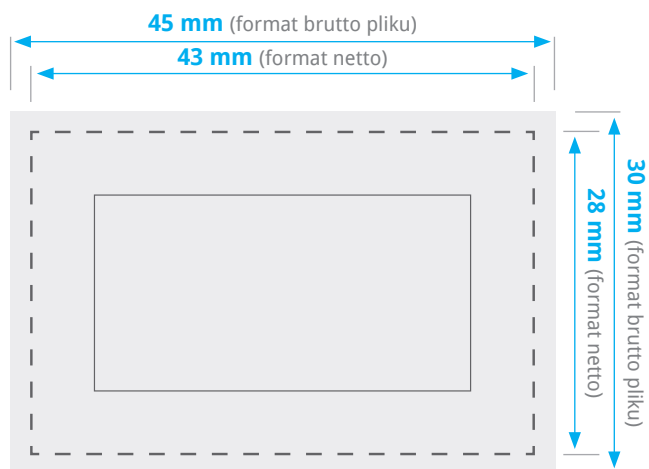 45 mm (format brutto pliku)
43 mm (format netto)
28 mm (format netto)
30 mm (format brutto pliku)